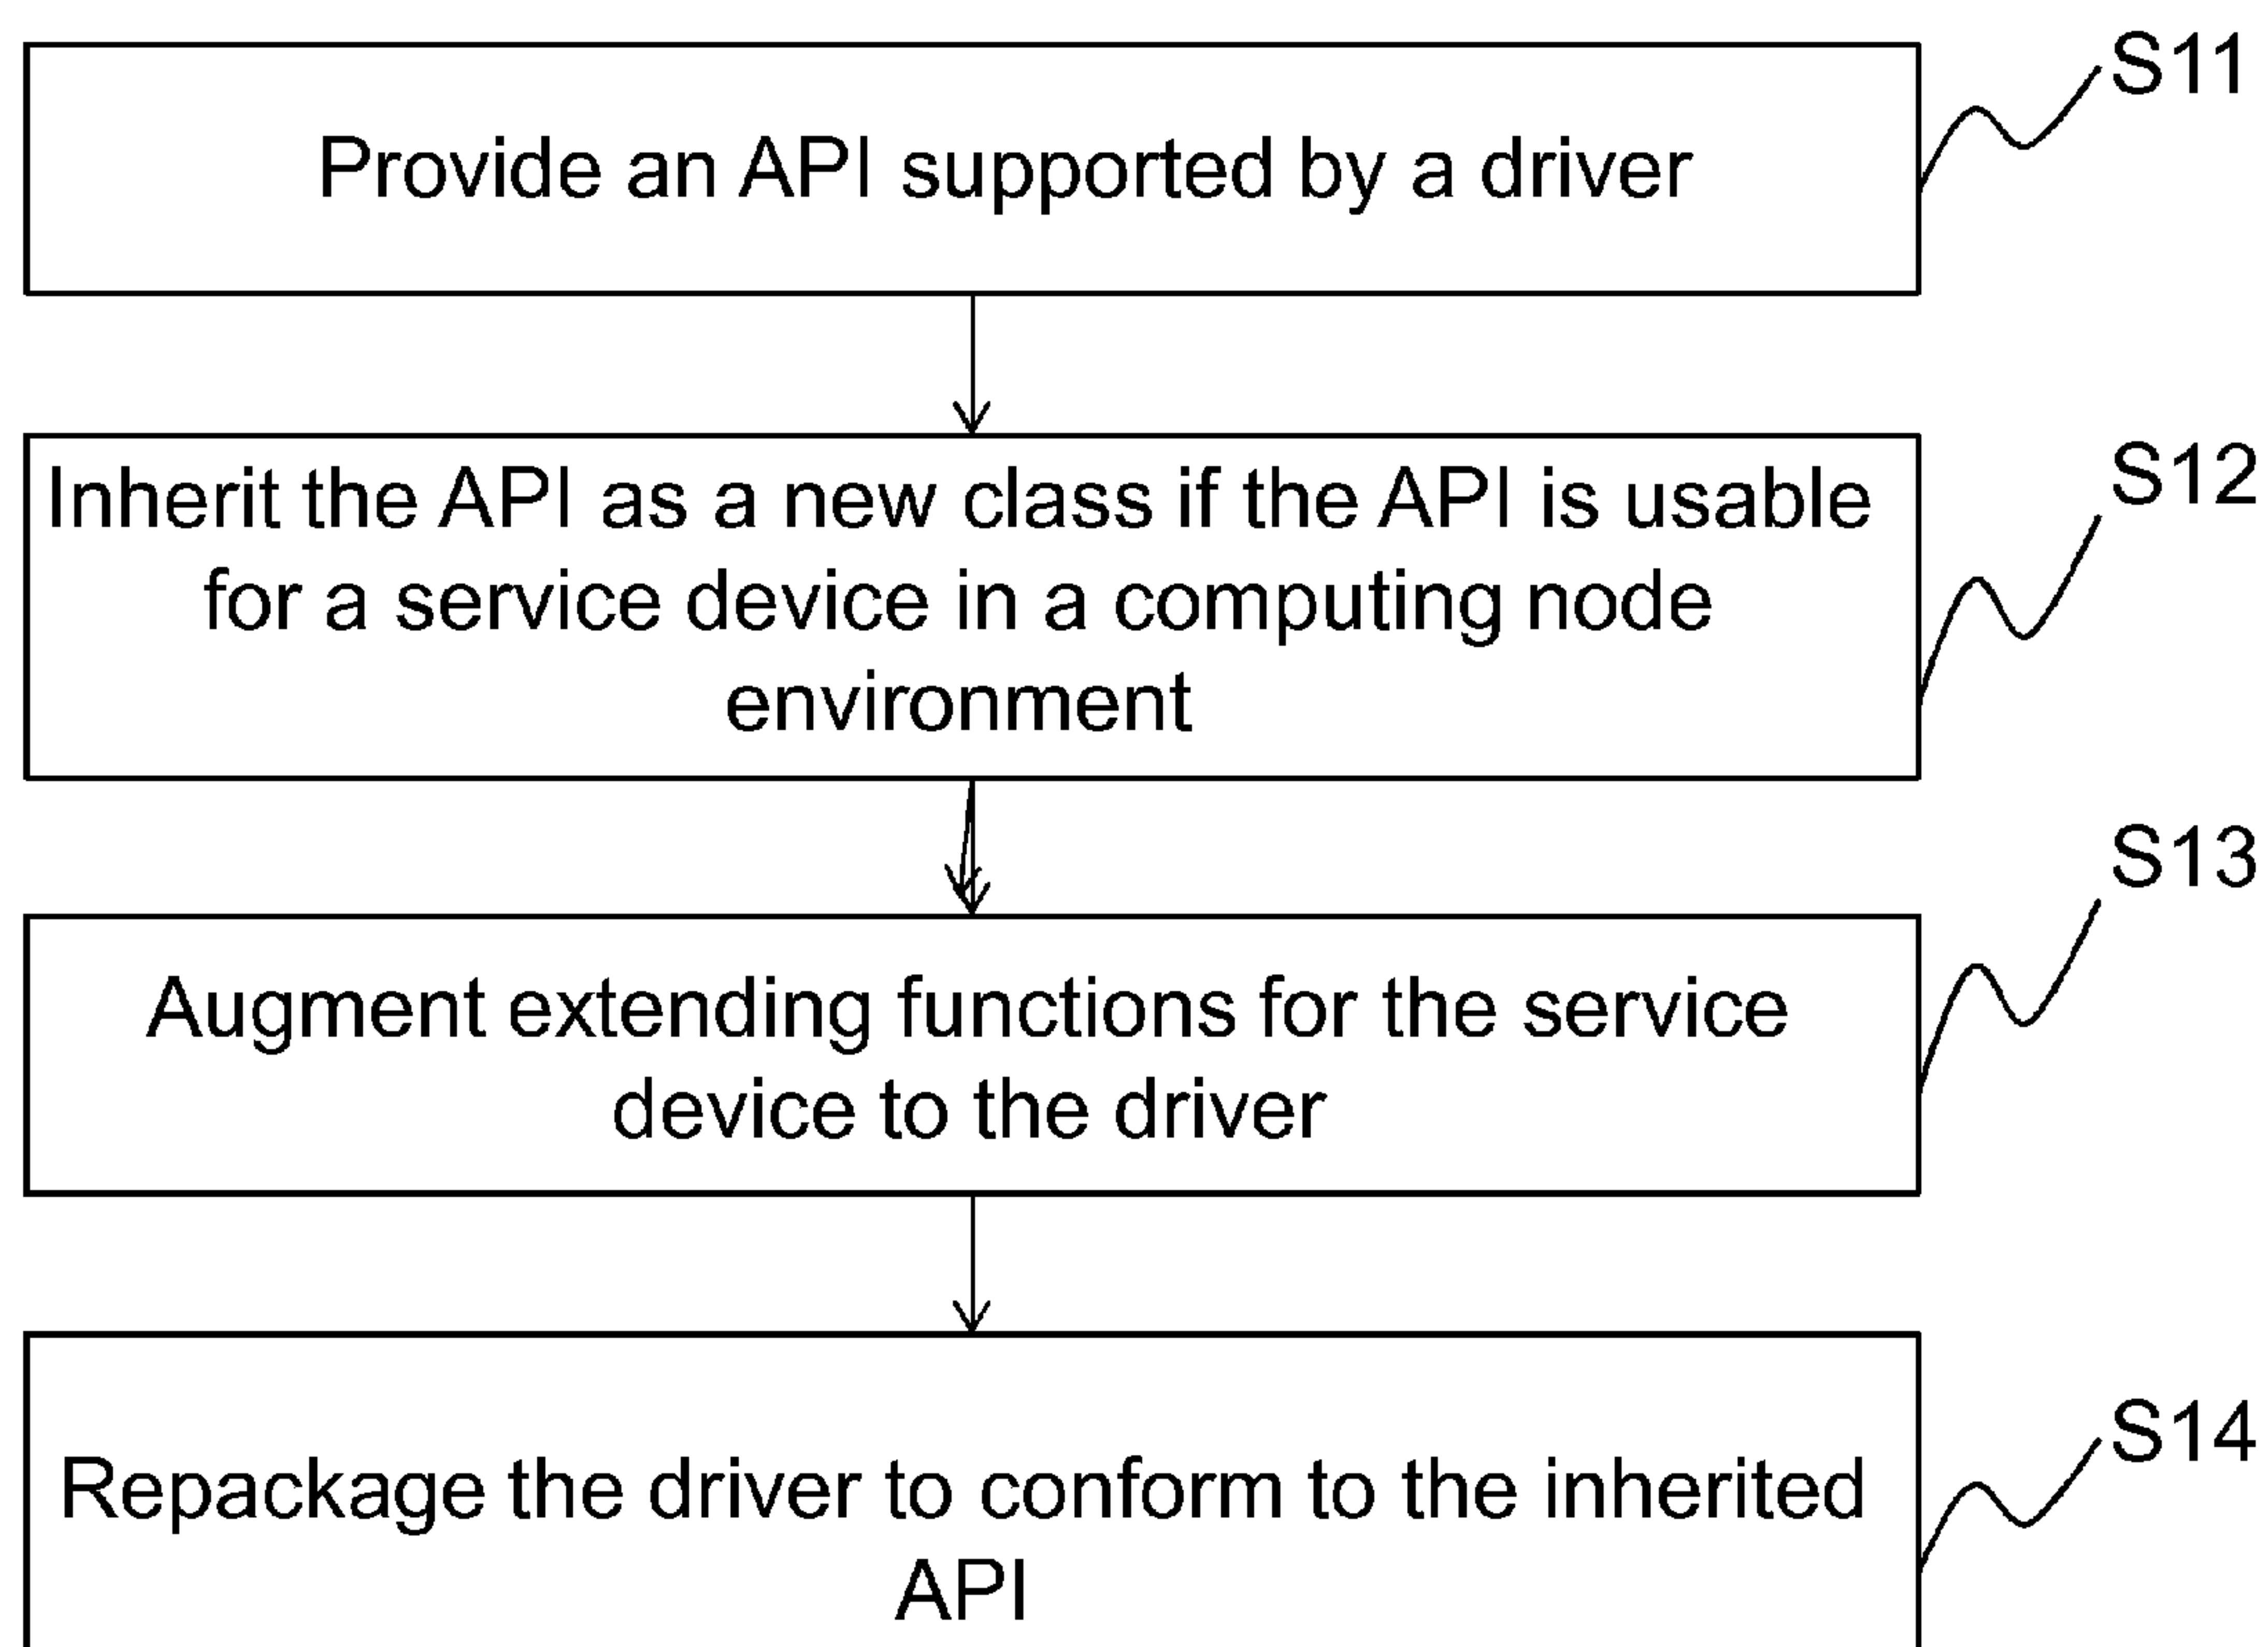 S11
Provide an API supported by a driver
S12
Inherit the API as a new class if the API is usable
for a service device in a computing node
environment
S13
Augment extending functions for the service
device to the driver
S14
Repackage the driver to conform to the inherited
API